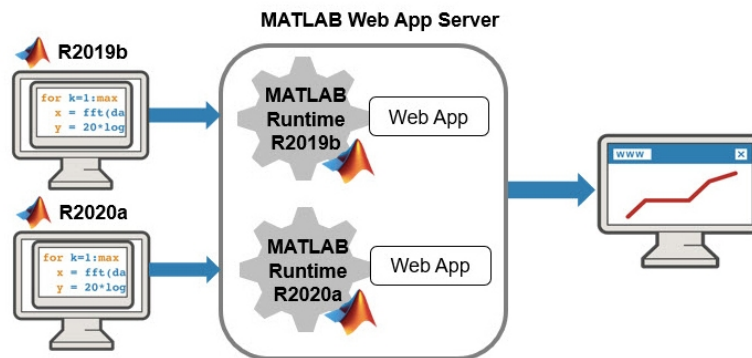 MATLAB Web App Server
R2019b
for k=1:max
x = fft(da
y = 20*log
MATLAB
Runtime
R2019b
Web App
www
R2020a
for k=1:max
x = fft(da
y = 20*log
MATLAB
Runtime
R2020a
Web App